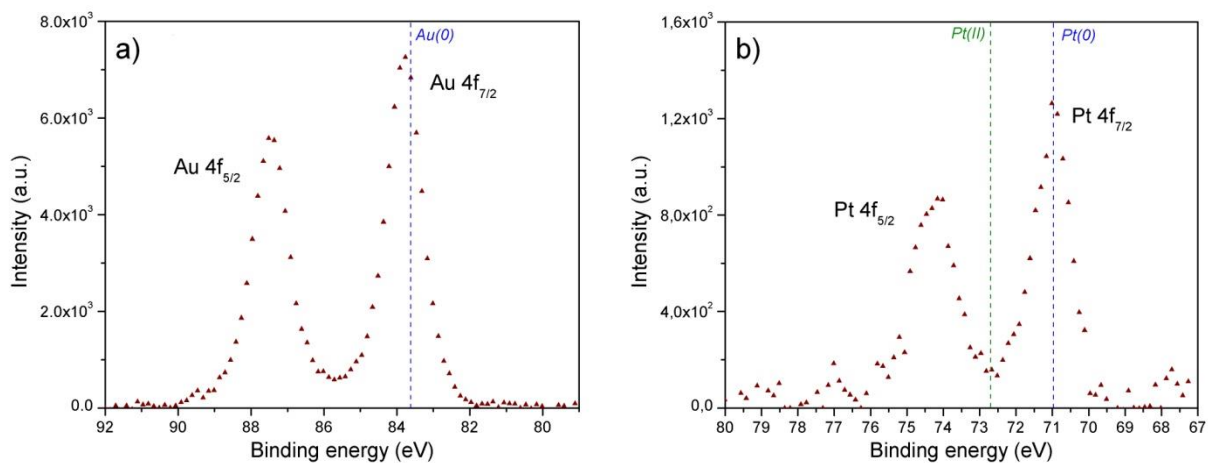 a)
Au(0)
Au 4f7/2
Au 4f5/2
8.0x10³
6.0x10³
4.0x10³
2.0x10³
0.0
Intensity (a.u.)
92 90 88 86 84 82 80
Binding energy (eV)
b)
Pt(II)
Pt(0)
Pt 4f7/2
Pt 4f5/2
1,6x10³
1,2x10³
8,0x10²
4,0x10²
0,0
Intensity (a.u.)
80 79 78 77 76 75 74 73 72 71 70 69 68 67
Binding energy (eV)